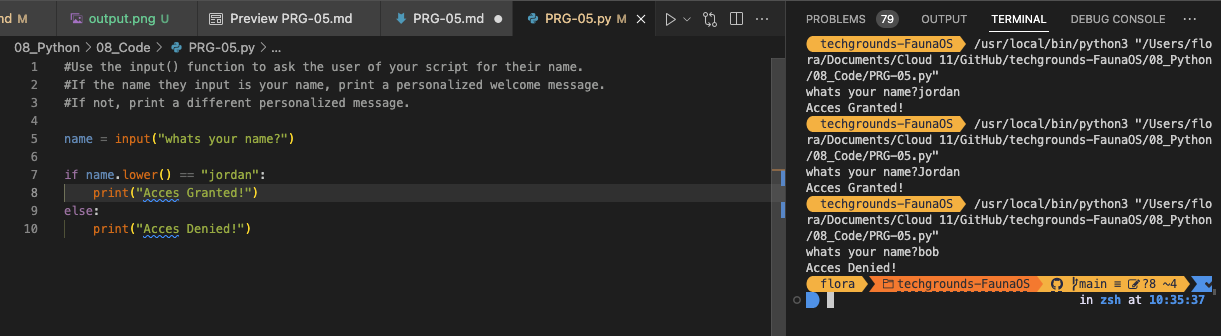 nd M
output.png U
Preview PRG-05.md
PRG-05.md
PRG-05.py M
08_Python > 08_Code > PRG-05.py > ...
1 #Use the input() function to ask the user of your script for their name.
2 #If the name they input is your name, print a personalized welcome message.
3 #If not, print a different personalized message.
4
5 name = input("whats your name?")
6
7 if name.lower() == "jordan":
8 print("Acces Granted!")
9 else:
10 print("Acces Denied!")
PROBLEMS 79 OUTPUT TERMINAL DEBUG CONSOLE ...
techgrounds-FaunaOS /usr/local/bin/python3 "/Users/flo
ra/Documents/Cloud 11/GitHub/techgrounds-FaunaOS/08_Python
/08_Code/PRG-05.py"
whats your name?jordan
Acces Granted!
techgrounds-FaunaOS /usr/local/bin/python3 "/Users/flo
ra/Documents/Cloud 11/GitHub/techgrounds-FaunaOS/08_Python
/08_Code/PRG-05.py"
whats your name?Jordan
Acces Granted!
techgrounds-FaunaOS /usr/local/bin/python3 "/Users/flo
ra/Documents/Cloud 11/GitHub/techgrounds-FaunaOS/08_Python
/08_Code/PRG-05.py"
whats your name?bob
Acces Denied!
flora techgrounds-FaunaOS main ≡ ?8 ~4
in zsh at 10:35:37